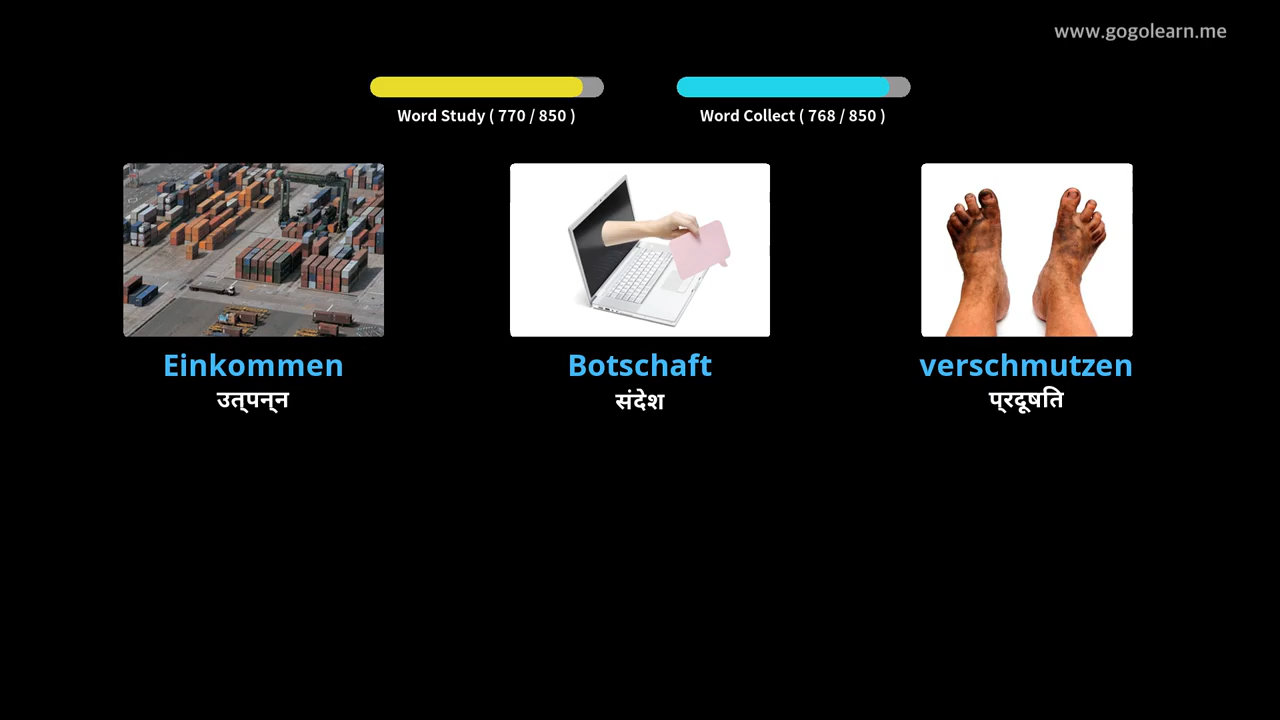 www.gogolearn.me
Word Study ( 770 / 850 )
Word Collect ( 768 / 850 )
Einkommen
उत्पन्न
Botschaft
संदेश
verschmutzen
प्रदूषति